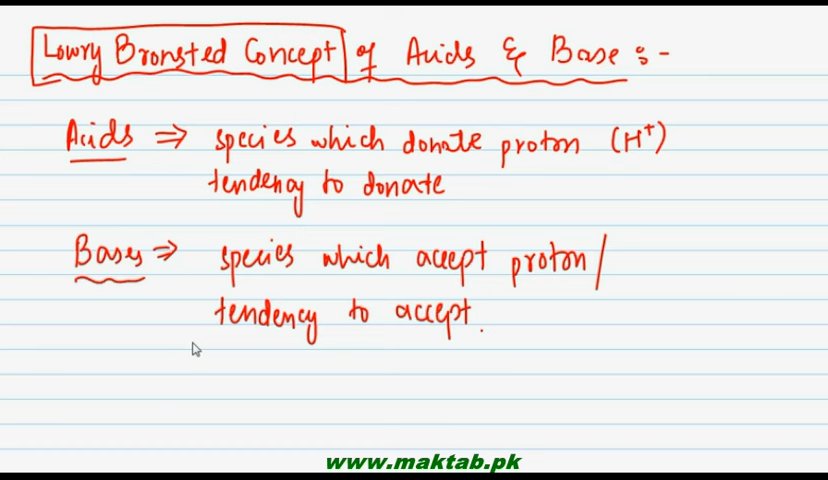 Lowry Bronsted Concept of Acids & Base :-
Acids ⇒ species which donate proton (H⁺)
tendency to donate
Bases ⇒ species which accept proton/
tendency to accept.
www.maktab.pk